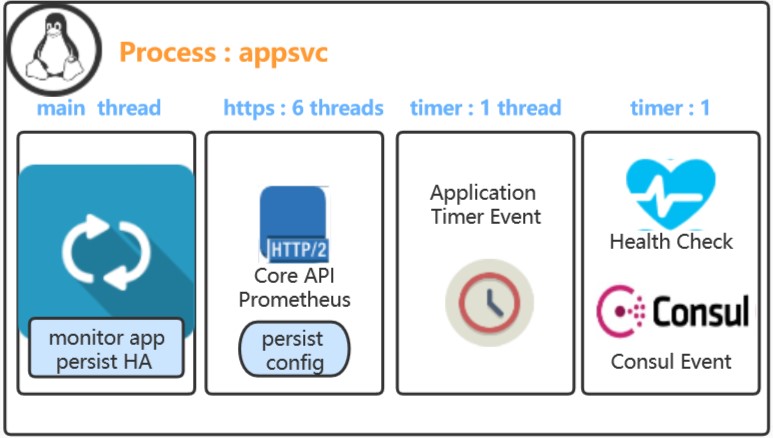 Process : appsvc
main thread
https : 6 threads
timer : 1 thread
timer : 1
monitor app
persist HA
HTTP/2
Core API
Prometheus
persist
config
Application
Timer Event
Health Check
Consul
Consul Event